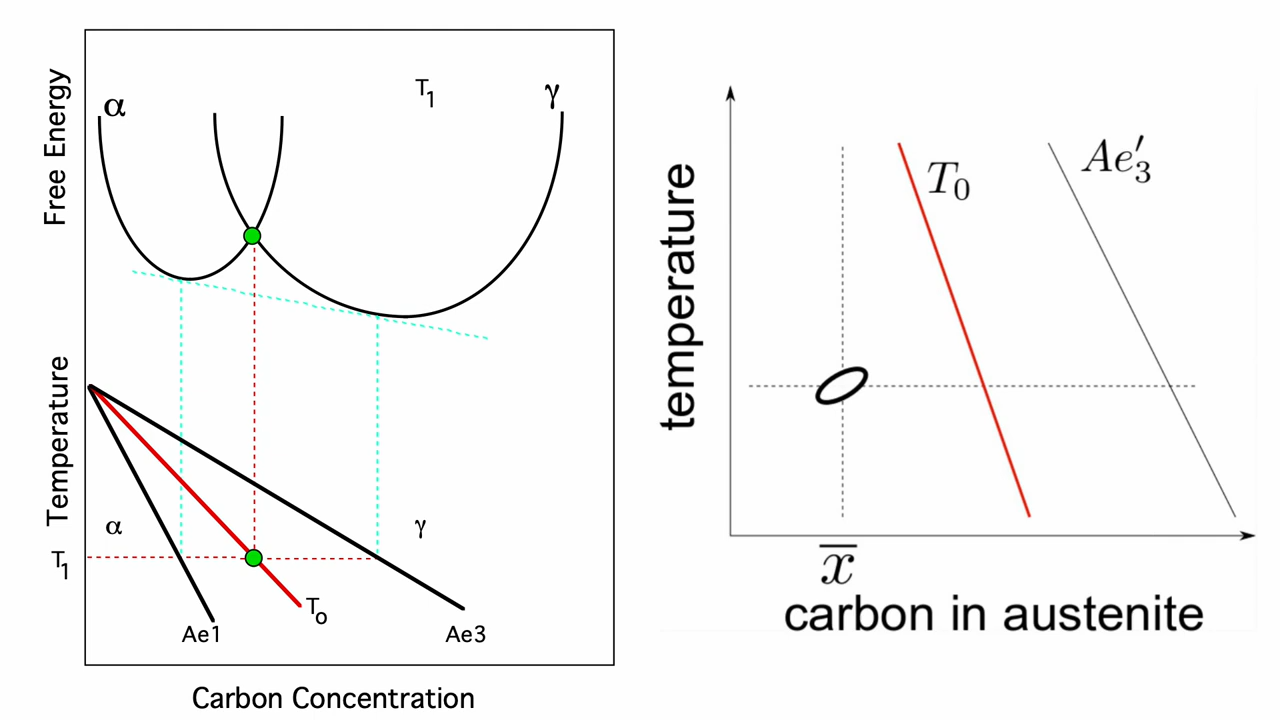 Free Energy
α
T1
γ
Temperature
α
γ
T1
To
Ae1
Ae3
Carbon Concentration
temperature
T0
Ae′3
x̅
carbon in austenite